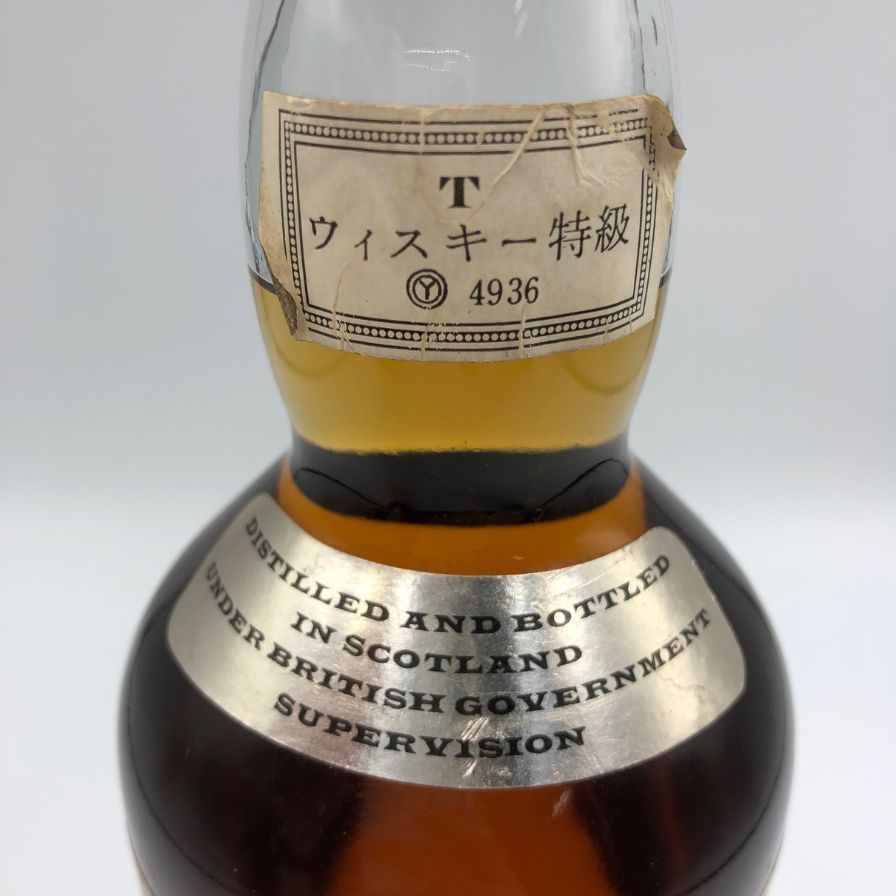 T
ウィスキー特級
Ⓨ 4936
DISTILLED AND BOTTLED
IN SCOTLAND
UNDER BRITISH GOVERNMENT
SUPERVISION